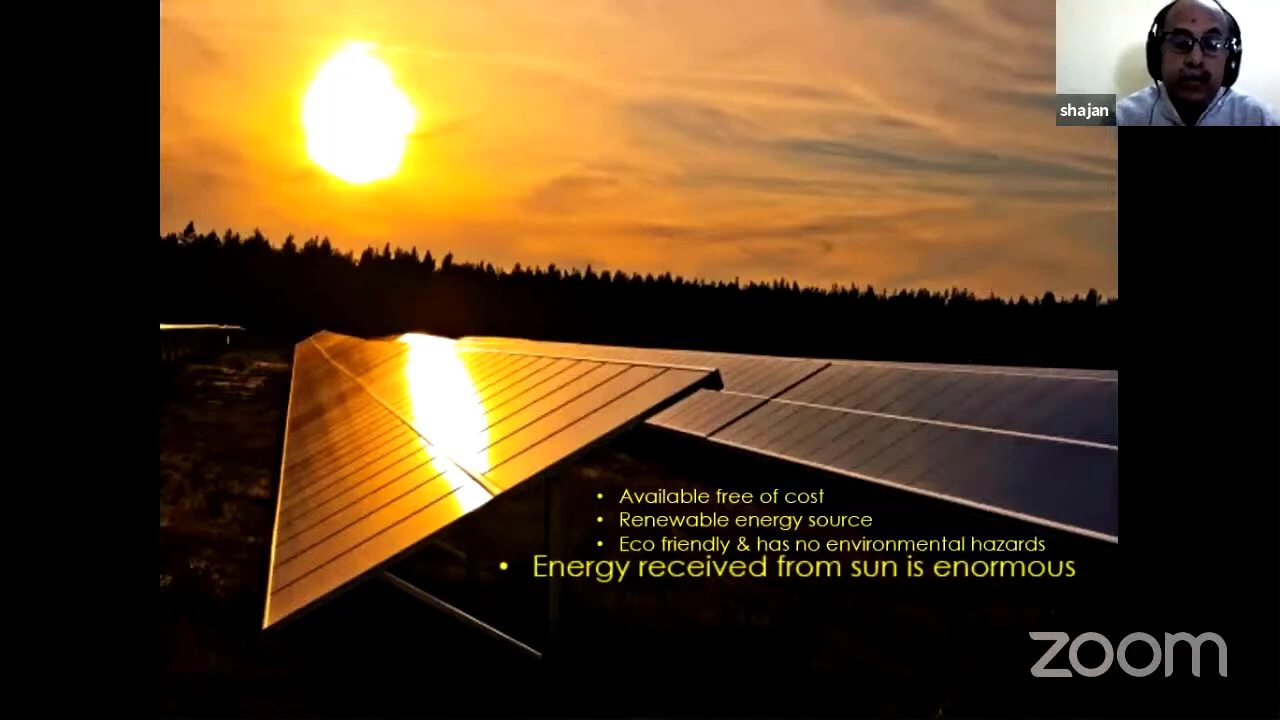 shajan
• Available free of cost
• Renewable energy source
• Eco friendly & has no environmental hazards
• Energy received from sun is enormous
zoom